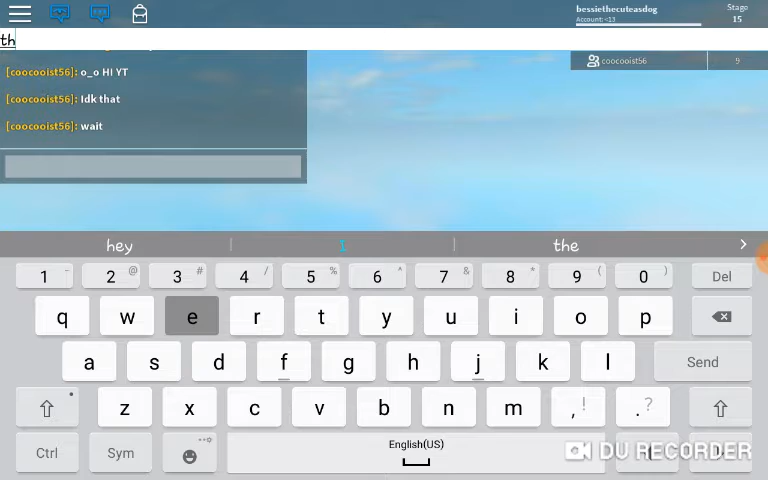 bessiethecuteasdog
Account: <13
Stage
15
th
coocooist56 9
[coocooist56]: o_o HI YT
[coocooist56]: Idk that
[coocooist56]: wait
hey 1 the >
1 - 2 @ 3 # 4 / 5 % 6 ^ 7 & 8 * 9 ( 0 ) Del
q w e r t y u i o p
a s d f g h j k l Send
z x c v b n m , ! . ?
Ctrl Sym English(US)
DU RECORDER